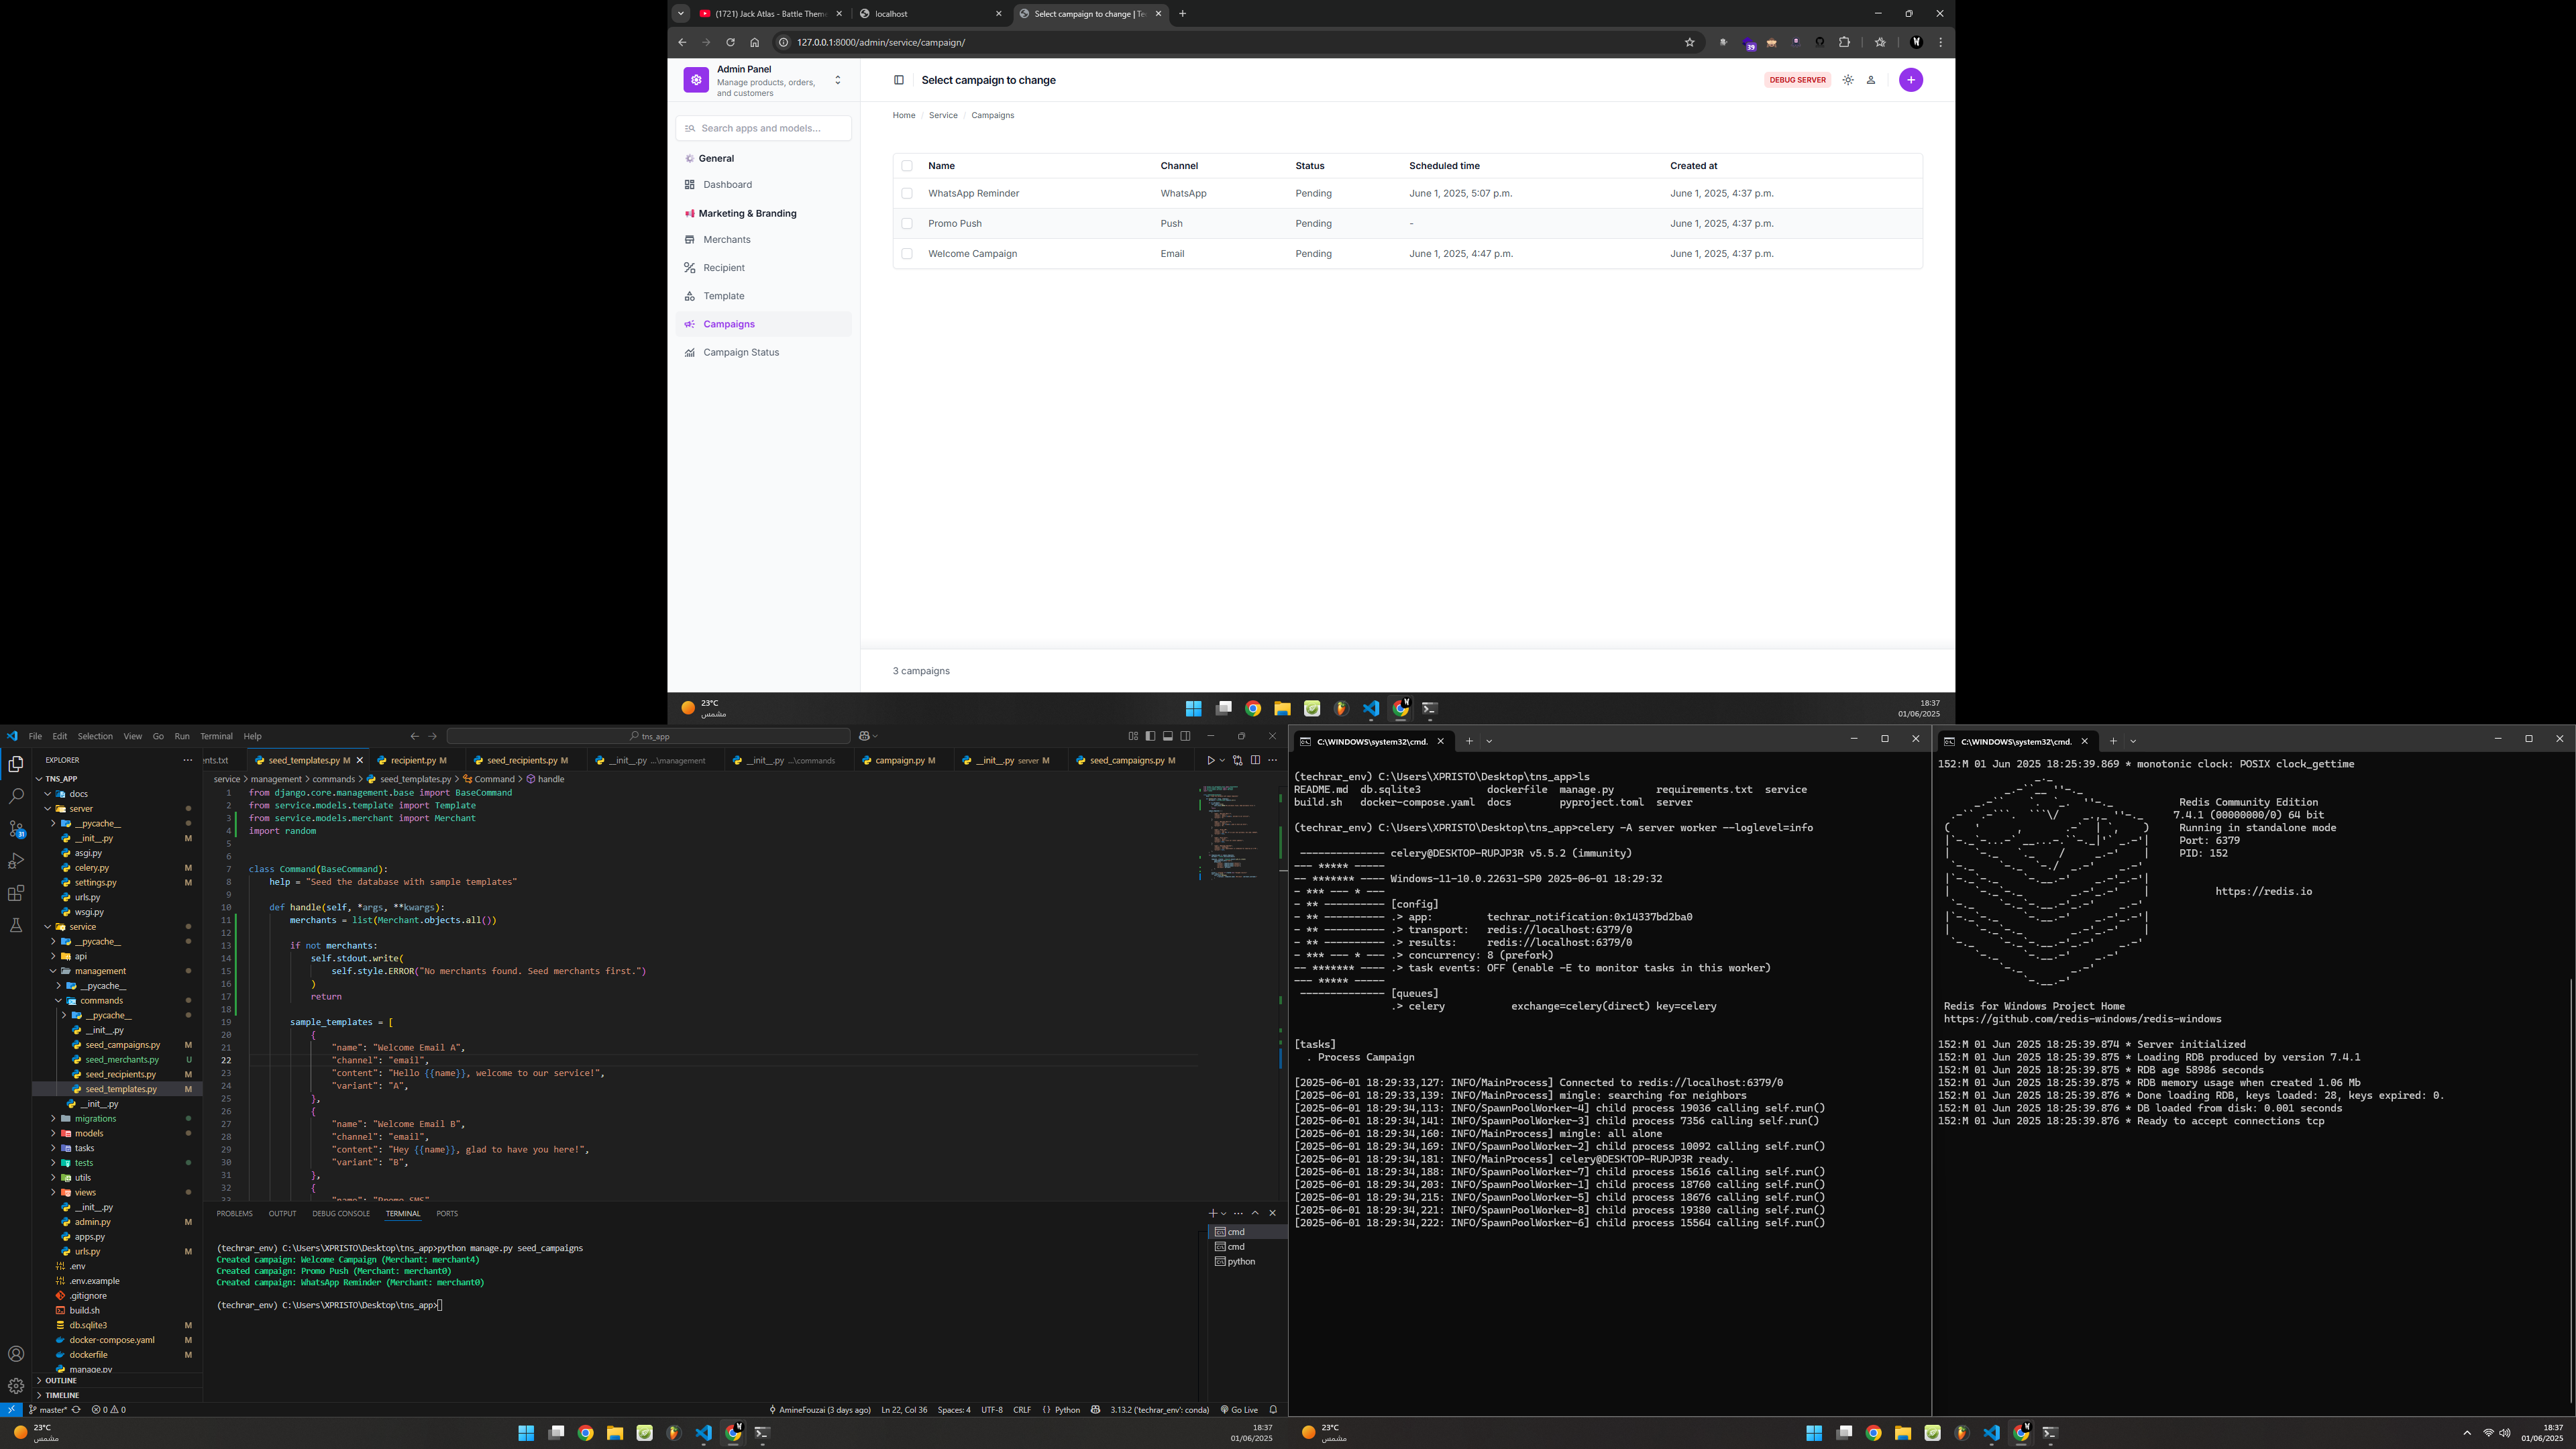 (1721) Jack Atlas - Battle Theme
localhost
Select campaign to change | Te
127.0.0.1:8000/admin/service/campaign/
39
Admin Panel
Manage products, orders,
and customers
Select campaign to change
DEBUG SERVER
Search apps and models...
Home / Service / Campaigns
General
Dashboard
Marketing & Branding
Merchants
Recipient
Template
Campaigns
Campaign Status
Name Channel Status Scheduled time Created at
WhatsApp Reminder WhatsApp Pending June 1, 2025, 5:07 p.m. June 1, 2025, 4:37 p.m.
Promo Push Push Pending - June 1, 2025, 4:37 p.m.
Welcome Campaign Email Pending June 1, 2025, 4:47 p.m. June 1, 2025, 4:37 p.m.
3 campaigns
23°C
مشمس
18:37
01/06/2025
File Edit Selection View Go Run Terminal Help
tns_app
EXPLORER
TNS_APP
docs
server
__pycache__
__init__.py M
asgi.py
celery.py M
settings.py M
urls.py
wsgi.py
service
__pycache__
api
management
__pycache__
commands
__pycache__
__init__.py
seed_campaigns.py M
seed_merchants.py U
seed_recipients.py M
seed_templates.py M
__init__.py
migrations
models
tasks
tests
utils
views
__init__.py
admin.py M
apps.py
urls.py M
.env
.env.example
.gitignore
build.sh
db.sqlite3 M
docker-compose.yaml M
dockerfile M
manage.py
OUTLINE
TIMELINE
31
ents.txt seed_templates.py M recipient.py M seed_recipients.py M __init__.py ...\management __init__.py ...\commands campaign.py M __init__.py server M seed_campaigns.py M
service > management > commands > seed_templates.py > Command > handle
1 from django.core.management.base import BaseCommand
2 from service.models.template import Template
3 from service.models.merchant import Merchant
4 import random
5
6
7 class Command(BaseCommand):
8 help = "Seed the database with sample templates"
9
10 def handle(self, *args, **kwargs):
11 merchants = list(Merchant.objects.all())
12
13 if not merchants:
14 self.stdout.write(
15 self.style.ERROR("No merchants found. Seed merchants first.")
16 )
17 return
18
19 sample_templates = [
20 {
21 "name": "Welcome Email A",
22 "channel": "email",
23 "content": "Hello {{name}}, welcome to our service!",
24 "variant": "A",
25 },
26 {
27 "name": "Welcome Email B",
28 "channel": "email",
29 "content": "Hey {{name}}, glad to have you here!",
30 "variant": "B",
31 },
32 {
33 "name": "Promo SMS"
PROBLEMS OUTPUT DEBUG CONSOLE TERMINAL PORTS
cmd
cmd
python
(techrar_env) C:\Users\XPRISTO\Desktop\tns_app>python manage.py seed_campaigns
Created campaign: Welcome Campaign (Merchant: merchant4)
Created campaign: Promo Push (Merchant: merchant0)
Created campaign: WhatsApp Reminder (Merchant: merchant0)
(techrar_env) C:\Users\XPRISTO\Desktop\tns_app>
master* 0 0 AmineFouzai (3 days ago) Ln 22, Col 36 Spaces: 4 UTF-8 CRLF {} Python 3.13.2 ('techrar_env': conda) Go Live
23°C
مشمس
18:37
01/06/2025
C:\WINDOWS\system32\cmd.
(techrar_env) C:\Users\XPRISTO\Desktop\tns_app>ls
README.md db.sqlite3 dockerfile manage.py requirements.txt service
build.sh docker-compose.yaml docs pyproject.toml server
(techrar_env) C:\Users\XPRISTO\Desktop\tns_app>celery -A server worker --loglevel=info
-------------- celery@DESKTOP-RUPJP3R v5.5.2 (immunity)
--- ***** -----
-- ******* ---- Windows-11-10.0.22631-SP0 2025-06-01 18:29:32
- *** --- * ---
- ** ---------- [config]
- ** ---------- .> app: techrar_notification:0x14337bd2ba0
- ** ---------- .> transport: redis://localhost:6379/0
- ** ---------- .> results: redis://localhost:6379/0
- *** --- * --- .> concurrency: 8 (prefork)
-- ******* ---- .> task events: OFF (enable -E to monitor tasks in this worker)
--- ***** -----
-------------- [queues]
.> celery exchange=celery(direct) key=celery
[tasks]
. Process Campaign
[2025-06-01 18:29:33,127: INFO/MainProcess] Connected to redis://localhost:6379/0
[2025-06-01 18:29:33,139: INFO/MainProcess] mingle: searching for neighbors
[2025-06-01 18:29:34,113: INFO/SpawnPoolWorker-4] child process 19036 calling self.run()
[2025-06-01 18:29:34,141: INFO/SpawnPoolWorker-3] child process 7356 calling self.run()
[2025-06-01 18:29:34,160: INFO/MainProcess] mingle: all alone
[2025-06-01 18:29:34,169: INFO/SpawnPoolWorker-2] child process 10092 calling self.run()
[2025-06-01 18:29:34,181: INFO/MainProcess] celery@DESKTOP-RUPJP3R ready.
[2025-06-01 18:29:34,188: INFO/SpawnPoolWorker-7] child process 15616 calling self.run()
[2025-06-01 18:29:34,203: INFO/SpawnPoolWorker-1] child process 18760 calling self.run()
[2025-06-01 18:29:34,215: INFO/SpawnPoolWorker-5] child process 18676 calling self.run()
[2025-06-01 18:29:34,221: INFO/SpawnPoolWorker-8] child process 19380 calling self.run()
[2025-06-01 18:29:34,222: INFO/SpawnPoolWorker-6] child process 15564 calling self.run()
C:\WINDOWS\system32\cmd.
152:M 01 Jun 2025 18:25:39.869 * monotonic clock: POSIX clock_gettime
Redis Community Edition
7.4.1 (00000000/0) 64 bit
Running in standalone mode
Port: 6379
PID: 152
https://redis.io
Redis for Windows Project Home
https://github.com/redis-windows/redis-windows
152:M 01 Jun 2025 18:25:39.874 * Server initialized
152:M 01 Jun 2025 18:25:39.875 * Loading RDB produced by version 7.4.1
152:M 01 Jun 2025 18:25:39.875 * RDB age 58986 seconds
152:M 01 Jun 2025 18:25:39.875 * RDB memory usage when created 1.06 Mb
152:M 01 Jun 2025 18:25:39.876 * Done loading RDB, keys loaded: 28, keys expired: 0.
152:M 01 Jun 2025 18:25:39.876 * DB loaded from disk: 0.001 seconds
152:M 01 Jun 2025 18:25:39.876 * Ready to accept connections tcp
23°C
مشمس
18:37
01/06/2025